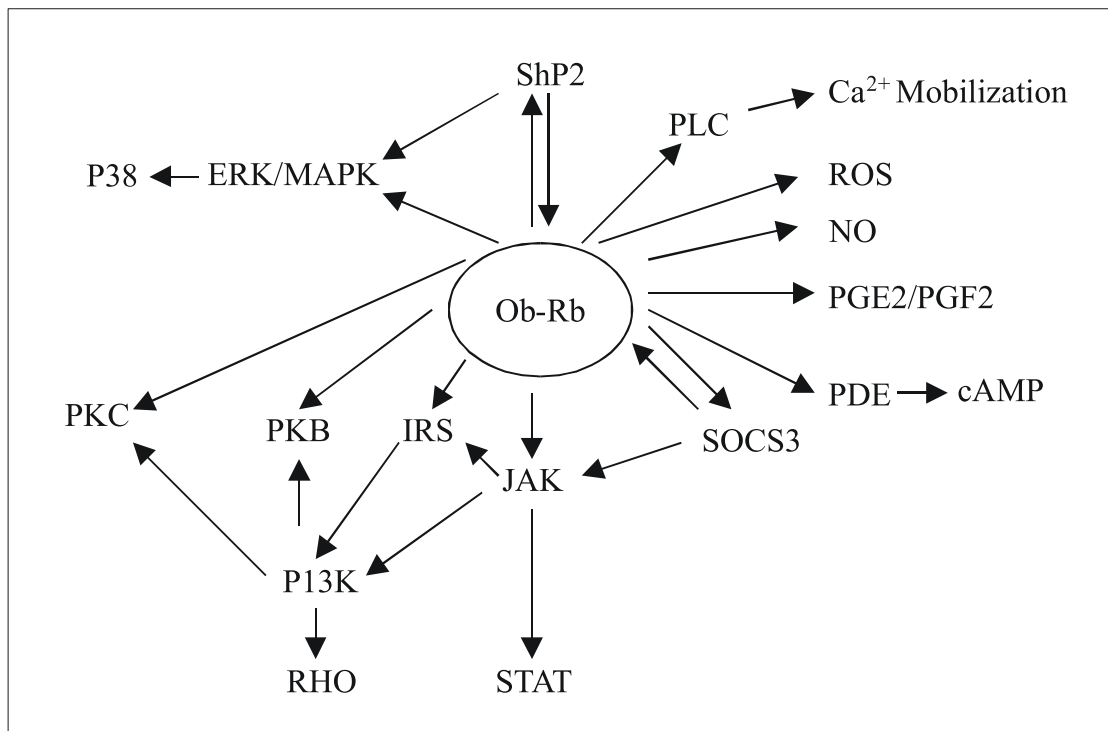 ShP2
Ca²⁺ Mobilization
PLC
P38
ERK/MAPK
ROS
NO
PGE2/PGF2
Ob-Rb
PDE
cAMP
PKC
PKB
IRS
SOCS3
JAK
P13K
RHO
STAT